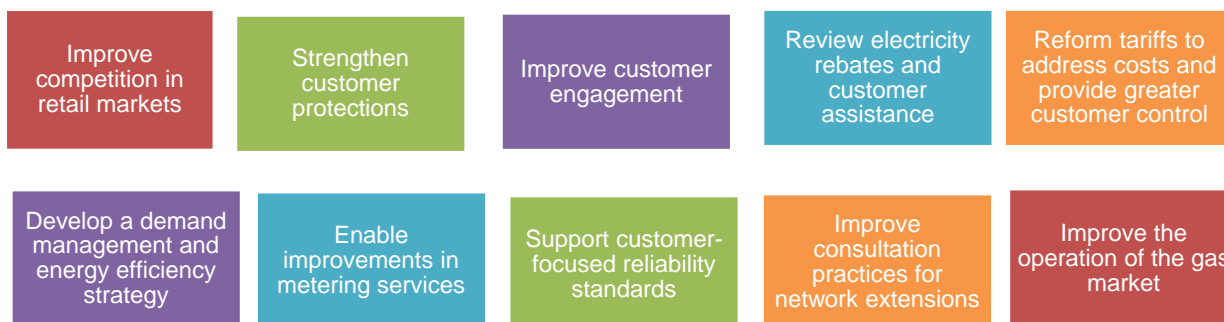 Improve
competition in
retail markets
Strengthen
customer
protections
Improve customer
engagement
Review electricity
rebates and
customer
assistance
Reform tariffs to
address costs and
provide greater
customer control
Develop a demand
management and
energy efficiency
strategy
Enable
improvements in
metering services
Support customer-
focused reliability
standards
Improve
consultation
practices for
network extensions
Improve the
operation of the gas
market